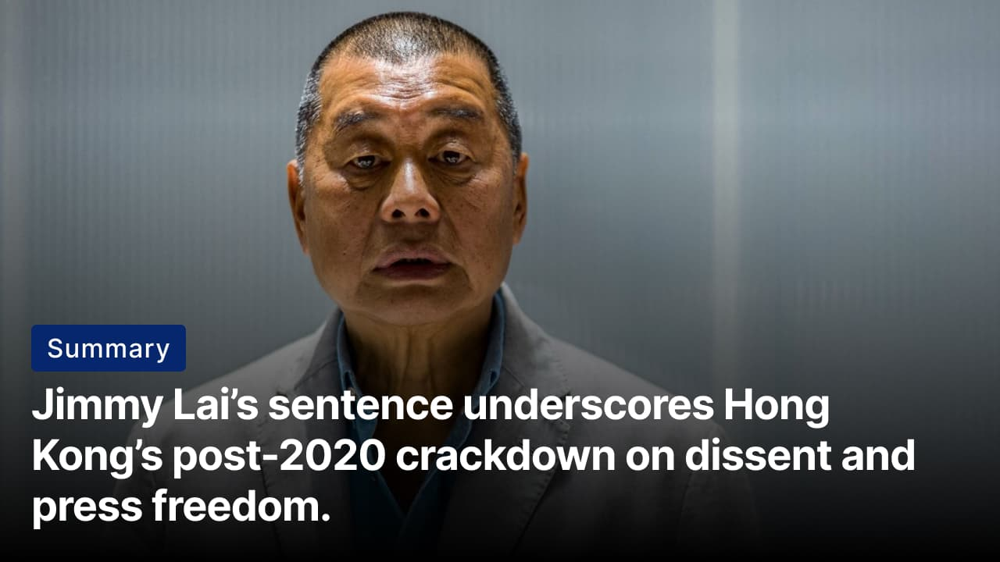 Summary
Jimmy Lai’s sentence underscores Hong
Kong’s post-2020 crackdown on dissent and
press freedom.